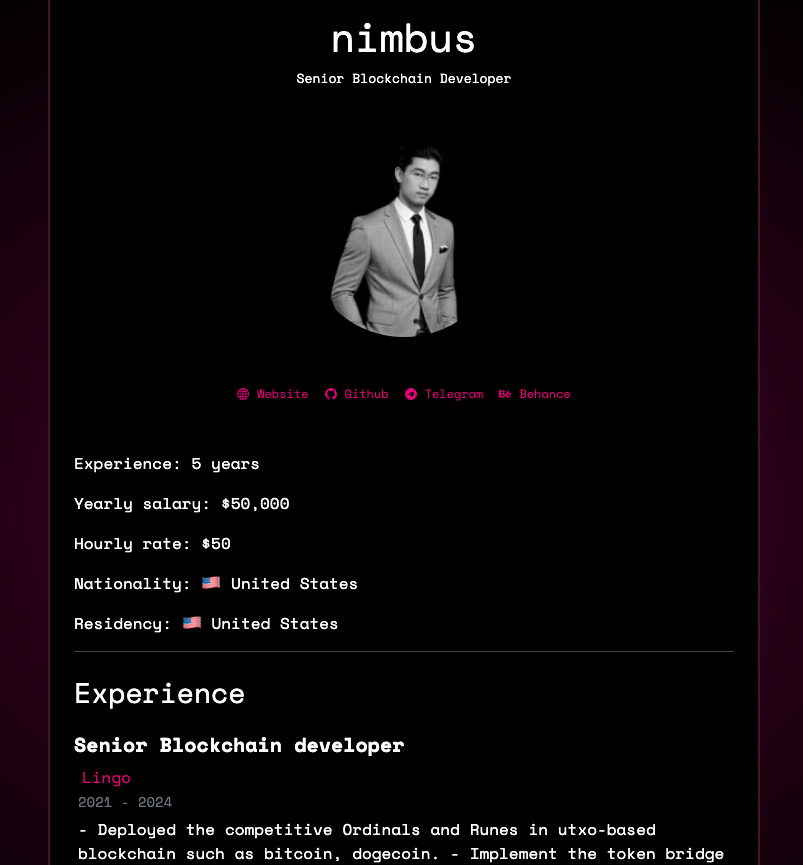 nimbus
Senior Blockchain Developer
Website Github Telegram Bē Behance
Experience: 5 years
Yearly salary: $50,000
Hourly rate: $50
Nationality: 🇺🇸 United States
Residency: 🇺🇸 United States
Experience
Senior Blockchain developer
Lingo
2021 - 2024
- Deployed the competitive Ordinals and Runes in utxo-based
blockchain such as bitcoin, dogecoin. - Implement the token bridge